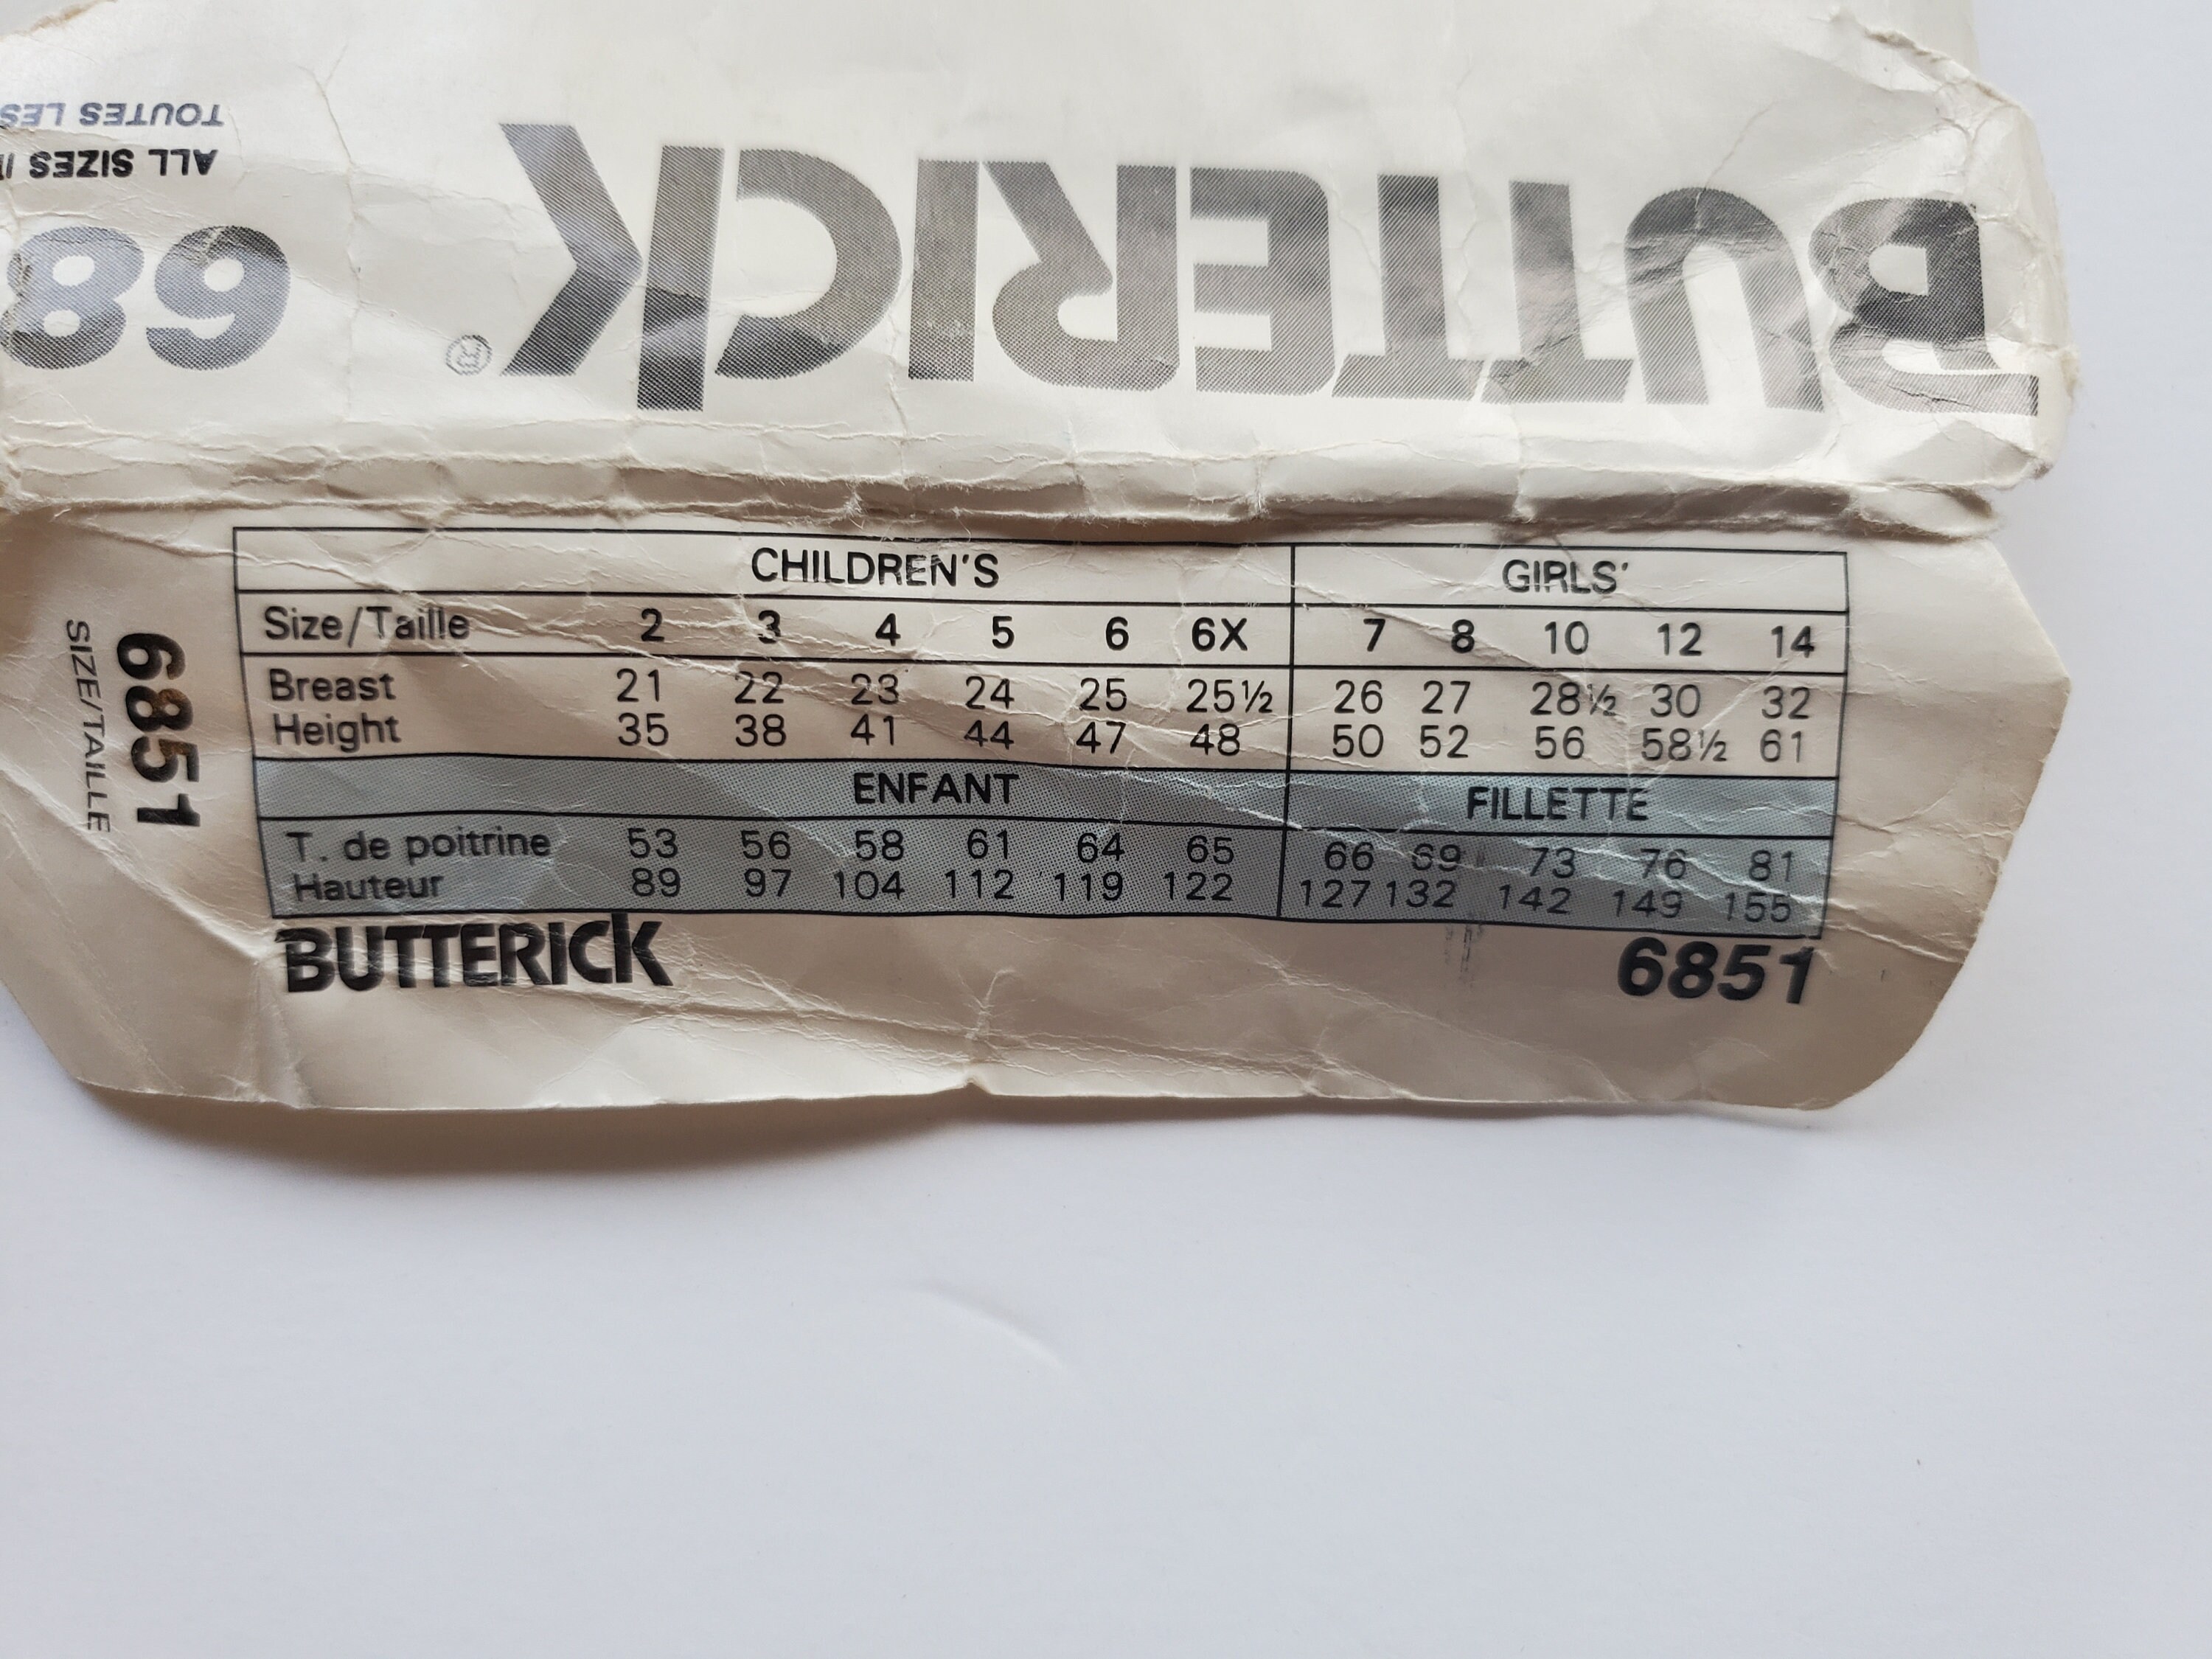 BUTTERICK®
68
ALL SIZES
TOUTES LES
6851
SIZE/TAILLE
CHILDREN'S GIRLS'
Size/Taille 2 3 4 5 6 6X 7 8 10 12 14
Breast 21 22 23 24 25 25½ 26 27 28½ 30 32
Height 35 38 41 44 47 48 50 52 56 58½ 61
ENFANT FILLETTE
T. de poitrine 53 56 58 61 64 65 66 69 73 76 81
Hauteur 89 97 104 112 119 122 127 132 142 149 155
BUTTERICK 6851